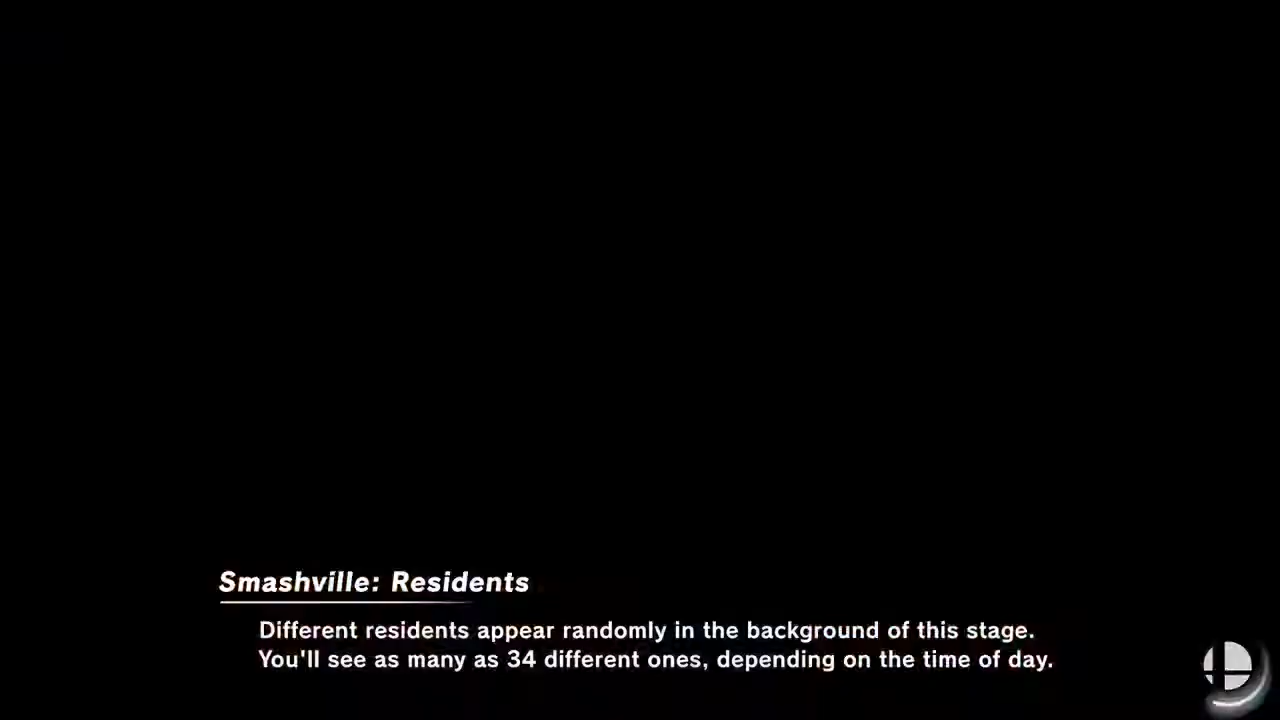 Smashville: Residents
Different residents appear randomly in the background of this stage.
You'll see as many as 34 different ones, depending on the time of day.